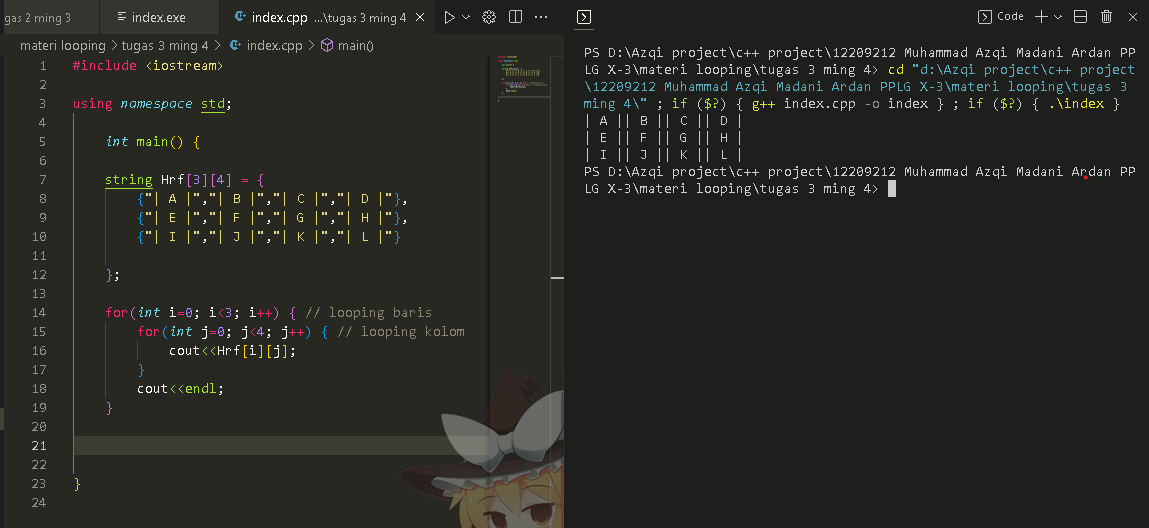 gas 2 ming 3
index.exe
index.cpp ...\tugas 3 ming 4
materi looping > tugas 3 ming 4 > index.cpp > main()
1 #include <iostream>
2
3 using namespace std;
4
5 int main() {
6
7 string Hrf[3][4] = {
8 {"| A |","| B |","| C |","| D |"},
9 {"| E |","| F |","| G |","| H |"},
10 {"| I |","| J |","| K |","| L |"}
11
12 };
13
14 for(int i=0; i<3; i++) { // looping baris
15 for(int j=0; j<4; j++) { // looping kolom
16 cout<<Hrf[i][j];
17 }
18 cout<<endl;
19 }
20
21
22
23 }
24
Code
PS D:\Azqi project\c++ project\12209212 Muhammad Azqi Madani Ardan PP
LG X-3\materi looping\tugas 3 ming 4> cd "d:\Azqi project\c++ project
\12209212 Muhammad Azqi Madani Ardan PPLG X-3\materi looping\tugas 3
ming 4\" ; if ($?) { g++ index.cpp -o index } ; if ($?) { .\index }
| A || B || C || D |
| E || F || G || H |
| I || J || K || L |
PS D:\Azqi project\c++ project\12209212 Muhammad Azqi Madani Ardan PP
LG X-3\materi looping\tugas 3 ming 4>